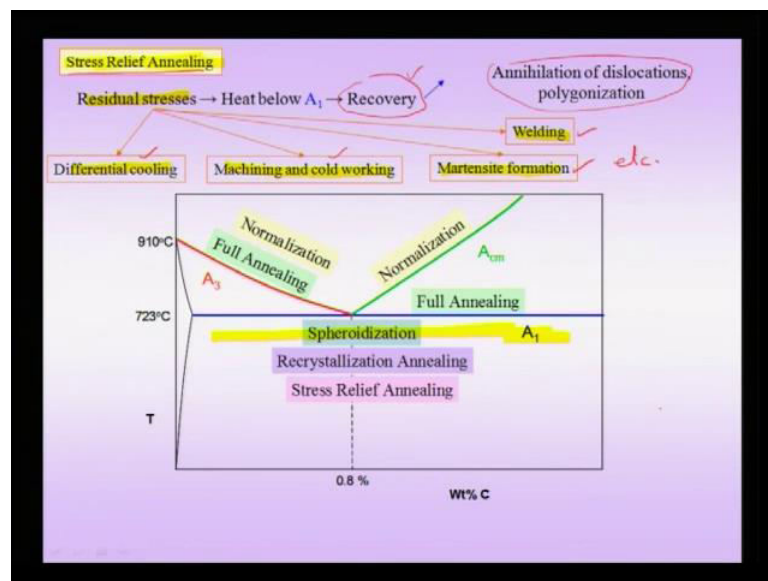 Stress Relief Annealing
Residual stresses → Heat below A₁ → Recovery
Annihilation of dislocations,
polygonization
Welding
Differential cooling
Machining and cold working
Martensite formation
etc.
910°C
Normalization
Full Annealing
Normalization
A₃
Acm
723°C
Full Annealing
Spheroidization
A₁
Recrystallization Annealing
Stress Relief Annealing
T
0.8 %
Wt% C